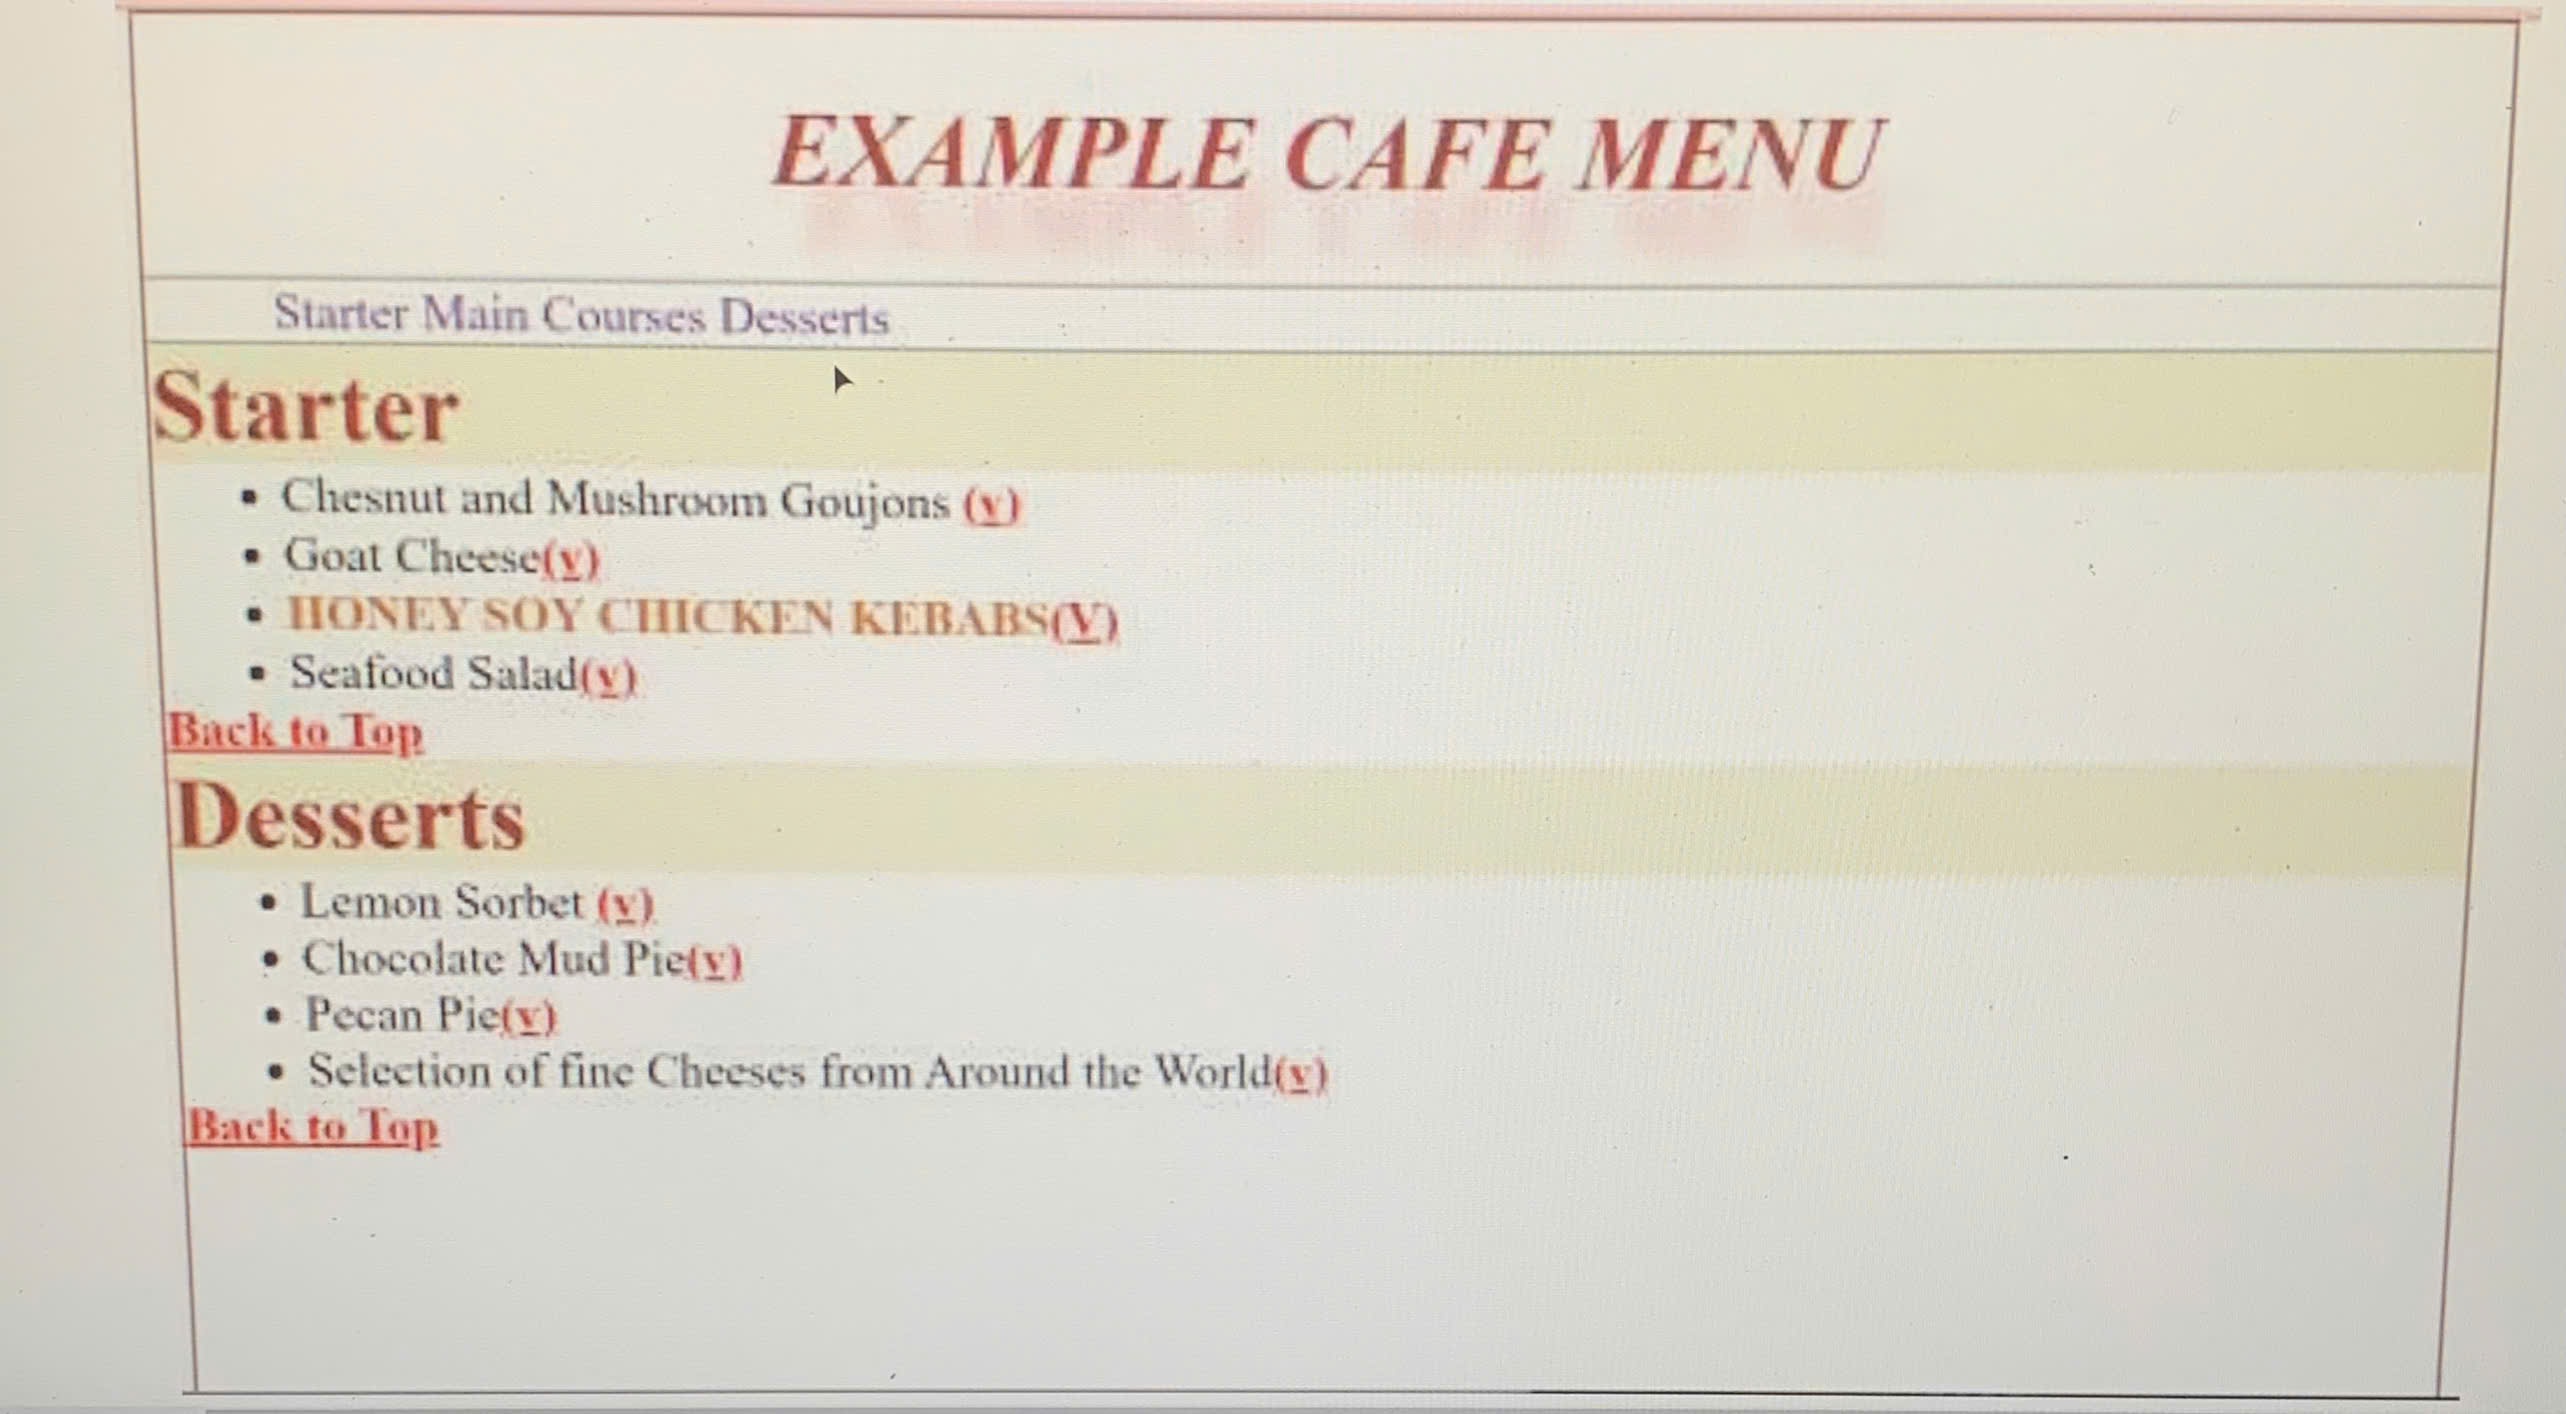 EXAMPLE CAFE MENU
Starter Main Courses Desserts
Starter
• Chesnut and Mushroom Goujons (v)
• Goat Cheese(v)
• HONEY SOY CHICKEN KEBABS(V)
• Seafood Salad(v)
Back to Top
Desserts
• Lemon Sorbet (v)
• Chocolate Mud Pie(v)
• Pecan Pie(v)
• Selection of fine Cheeses from Around the World(v)
Back to Top